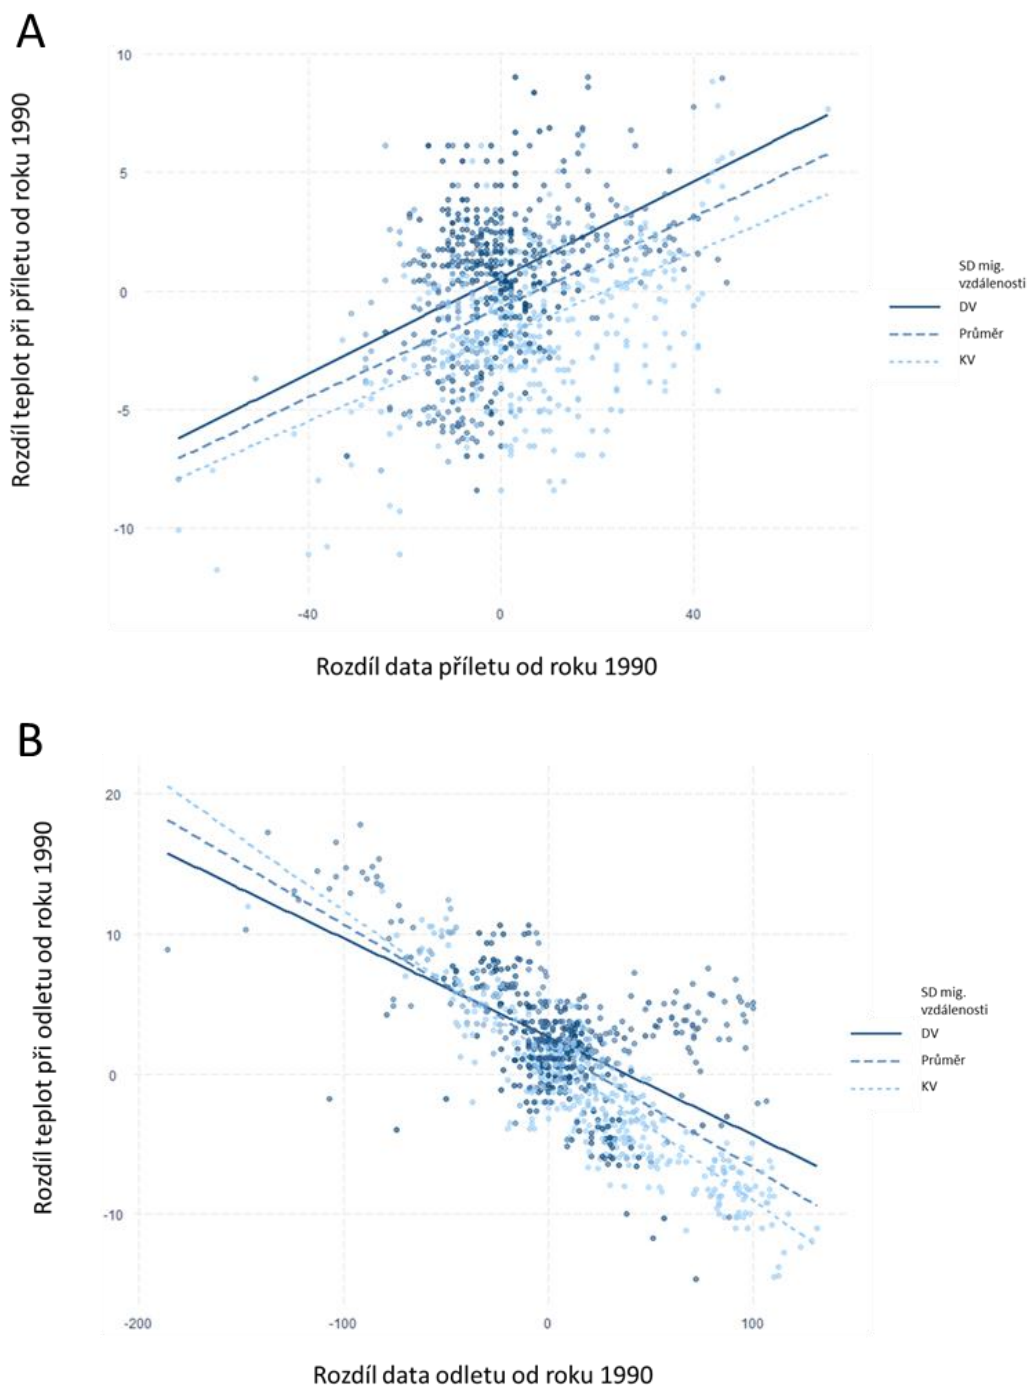 A
Rozdíl teplot při příletu od roku 1990
10
5
0
-5
-10
-40
0
40
Rozdíl data příletu od roku 1990
SD mig.
vzdálenosti
DV
Průměr
KV
B
Rozdíl teplot při odletu od roku 1990
20
10
0
-10
-200
-100
0
100
Rozdíl data odletu od roku 1990
SD mig.
vzdálenosti
DV
Průměr
KV